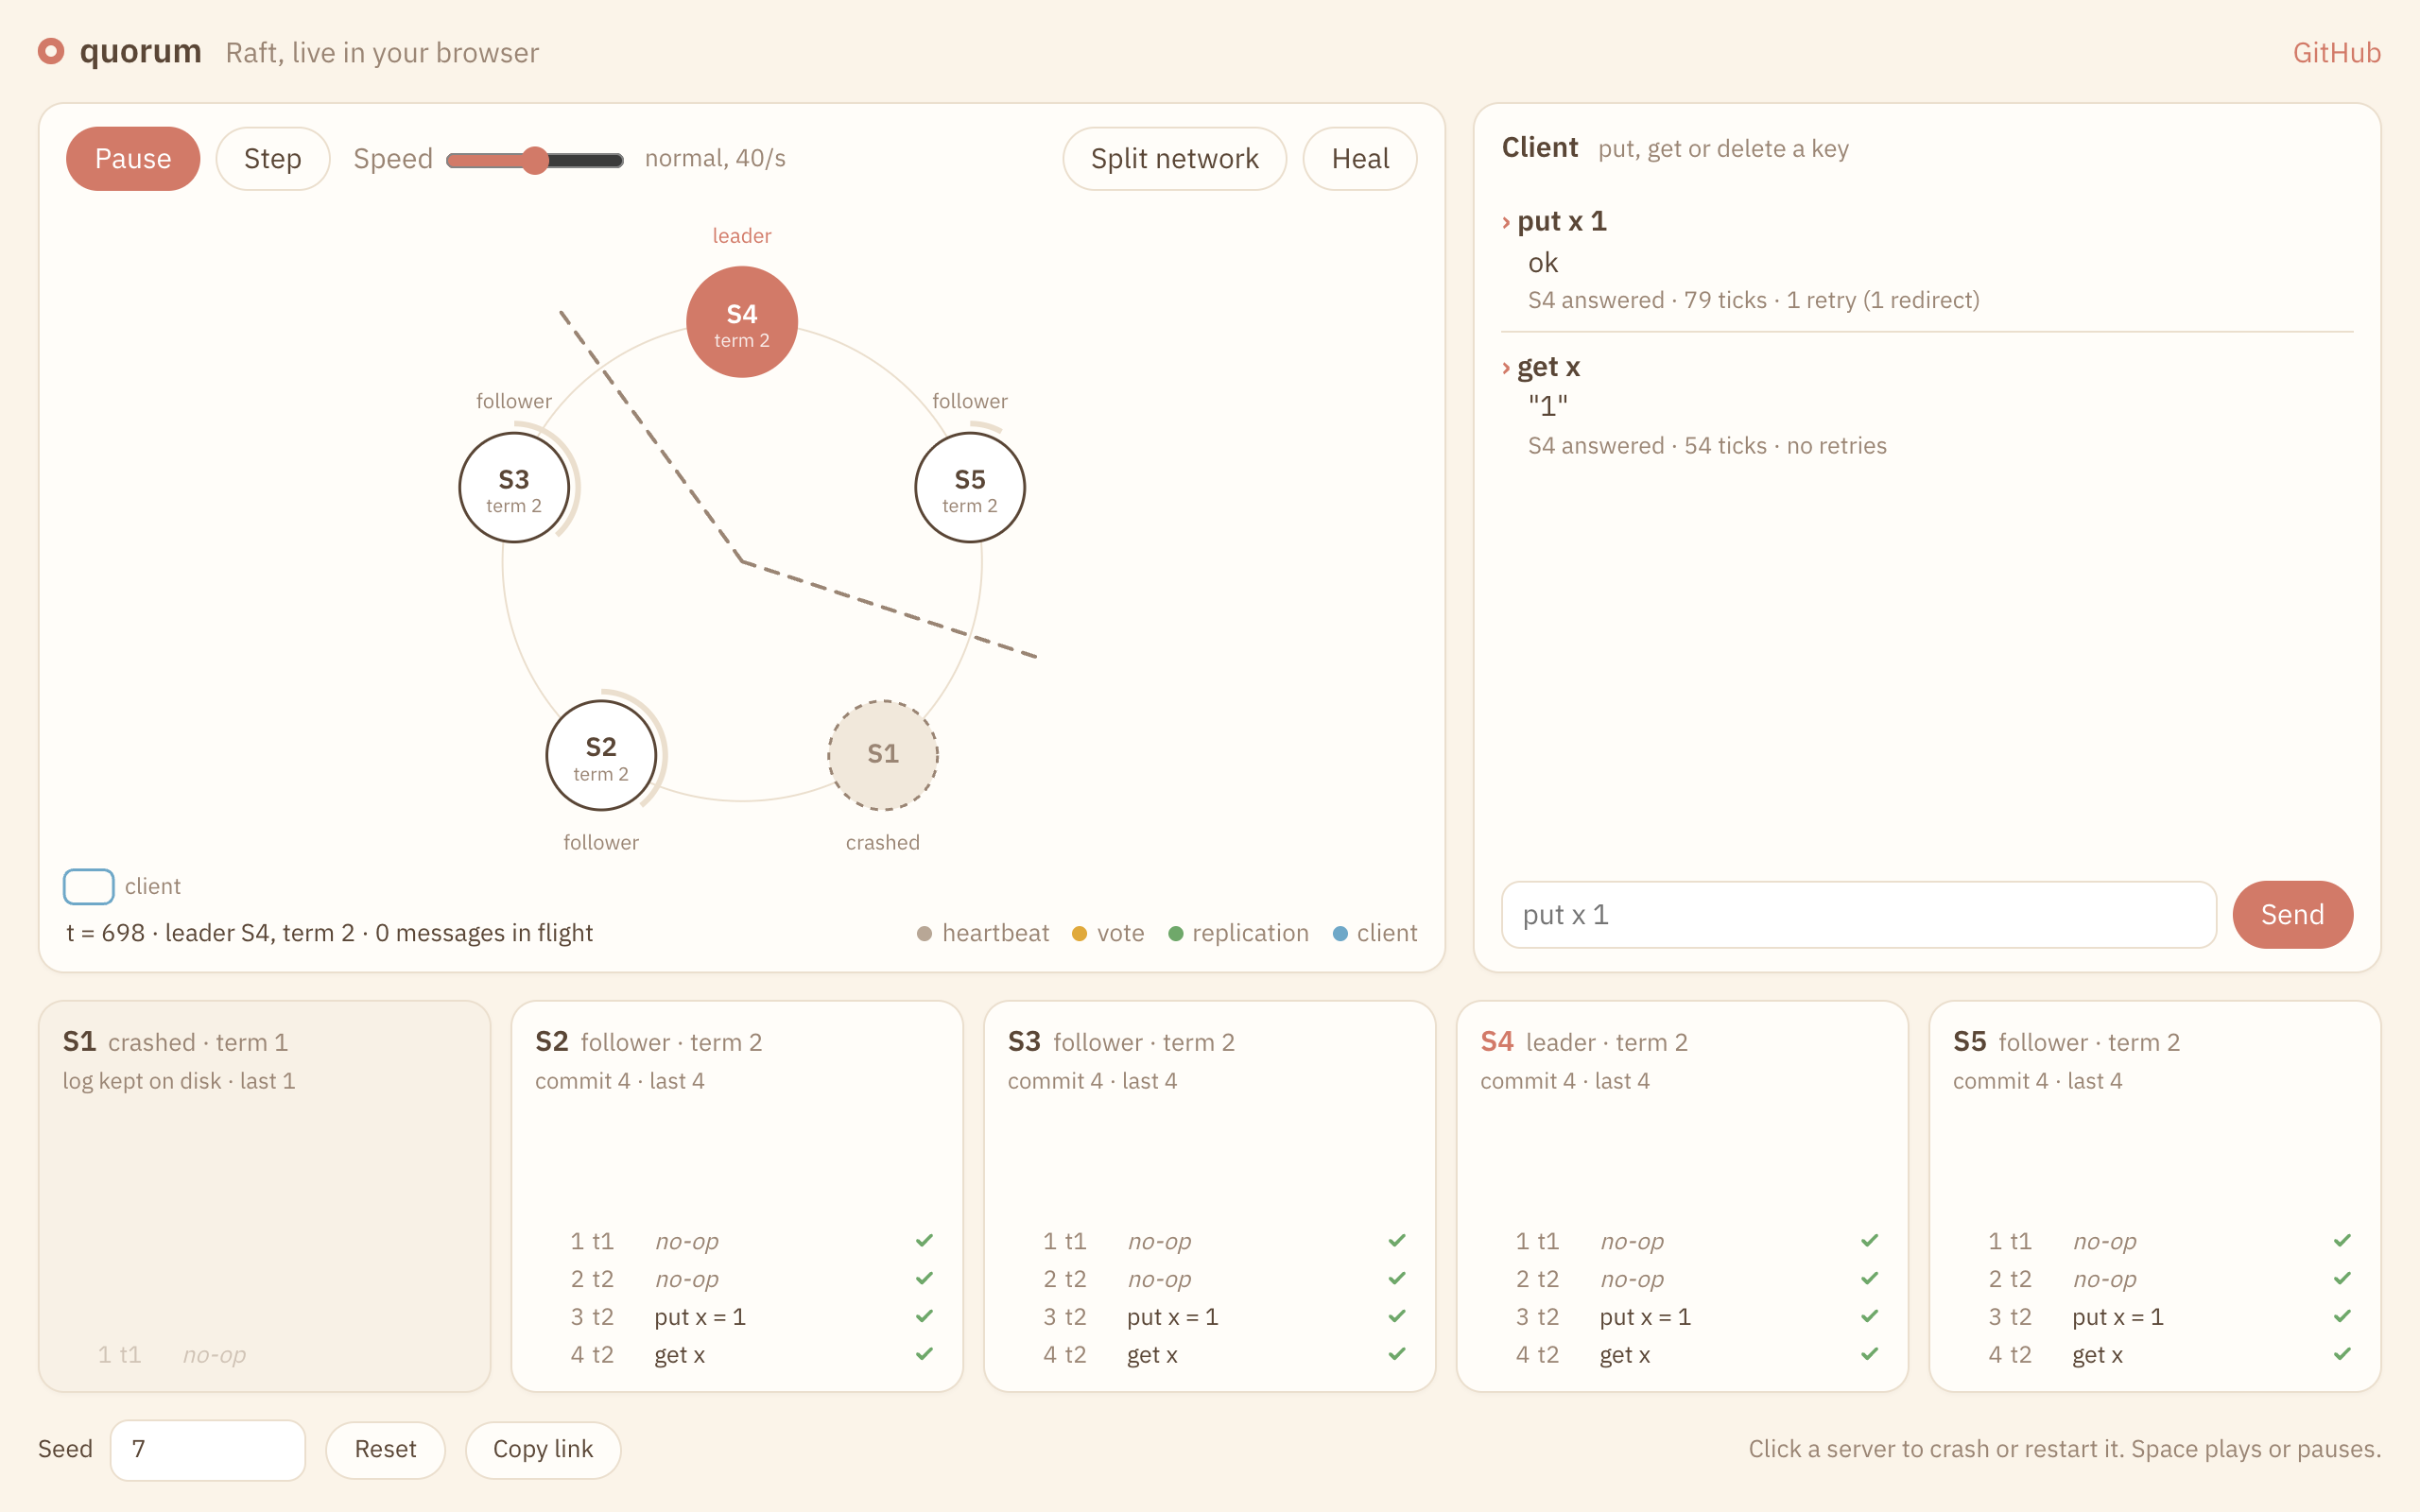 quorum Raft, live in your browser GitHub
Pause Step Speed normal, 40/s Split network Heal
leader
S4
term 2
follower
S3
term 2
follower
S5
term 2
S2
term 2
follower
S1
crashed
client
t = 698 · leader S4, term 2 · 0 messages in flight
heartbeat vote replication client
Client put, get or delete a key
› put x 1
ok
S4 answered · 79 ticks · 1 retry (1 redirect)
› get x
"1"
S4 answered · 54 ticks · no retries
put x 1 Send
S1 crashed · term 1
log kept on disk · last 1
1 t1 no-op
S2 follower · term 2
commit 4 · last 4
1 t1 no-op ✓
2 t2 no-op ✓
3 t2 put x = 1 ✓
4 t2 get x ✓
S3 follower · term 2
commit 4 · last 4
1 t1 no-op ✓
2 t2 no-op ✓
3 t2 put x = 1 ✓
4 t2 get x ✓
S4 leader · term 2
commit 4 · last 4
1 t1 no-op ✓
2 t2 no-op ✓
3 t2 put x = 1 ✓
4 t2 get x ✓
S5 follower · term 2
commit 4 · last 4
1 t1 no-op ✓
2 t2 no-op ✓
3 t2 put x = 1 ✓
4 t2 get x ✓
Seed 7 Reset Copy link
Click a server to crash or restart it. Space plays or pauses.